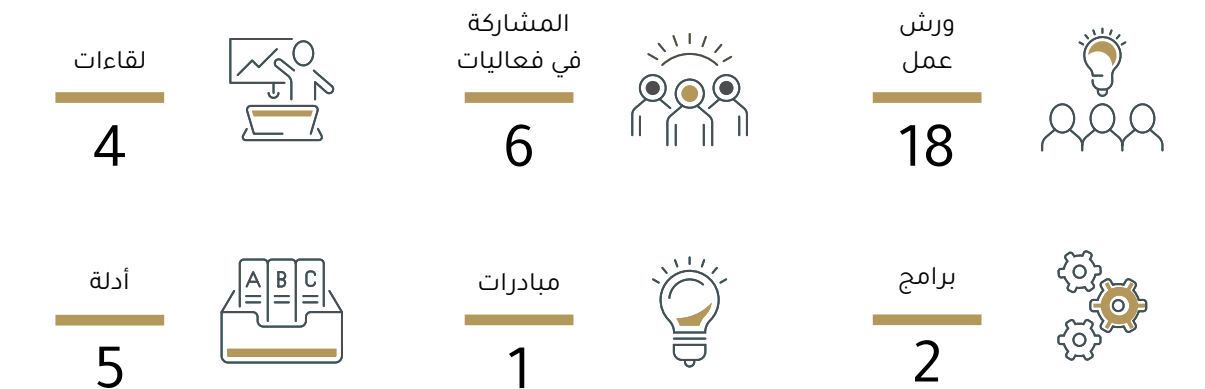 ورش
عمل
18
المشاركة
في فعاليات
6
لقاءات
4
برامج
2
مبادرات
1
أدلة
5
A B C